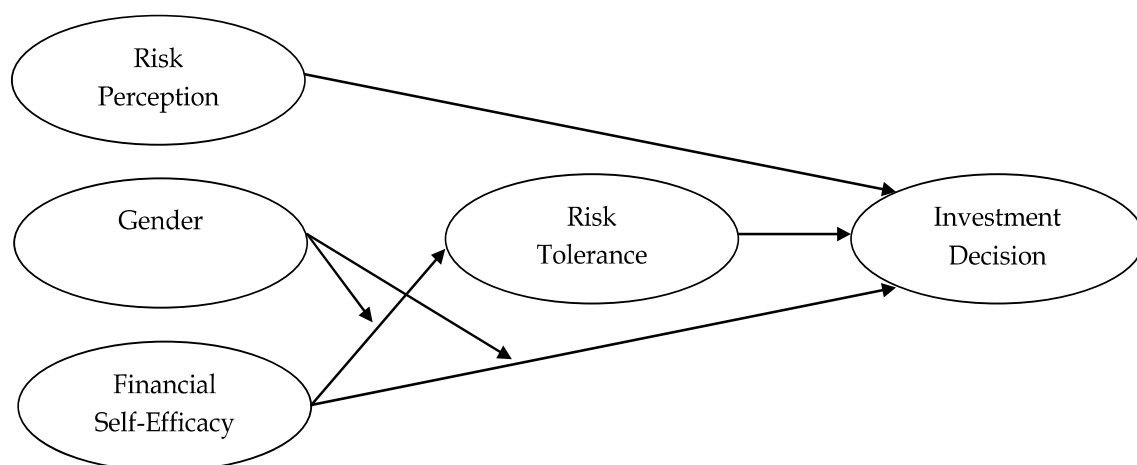 Risk
Perception
Gender
Risk
Tolerance
Investment
Decision
Financial
Self-Efficacy